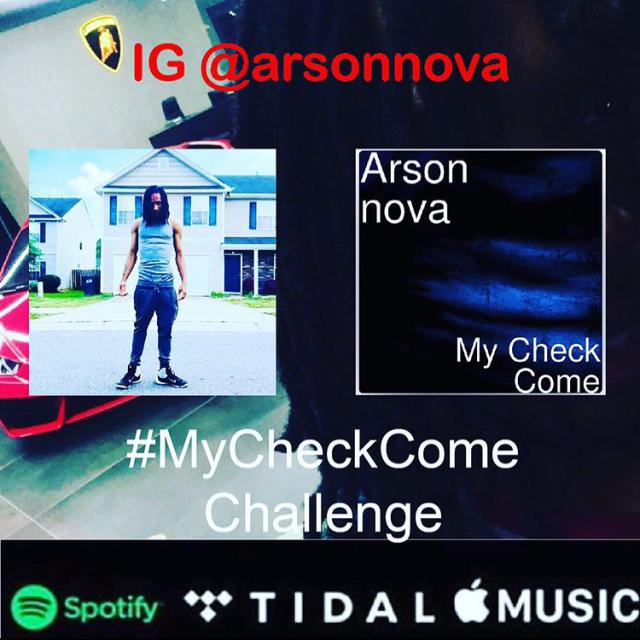 IG @arsonnova
Arson
nova
My Check
Come
#MyCheckCome
Challenge
Spotify TIDAL MUSIC